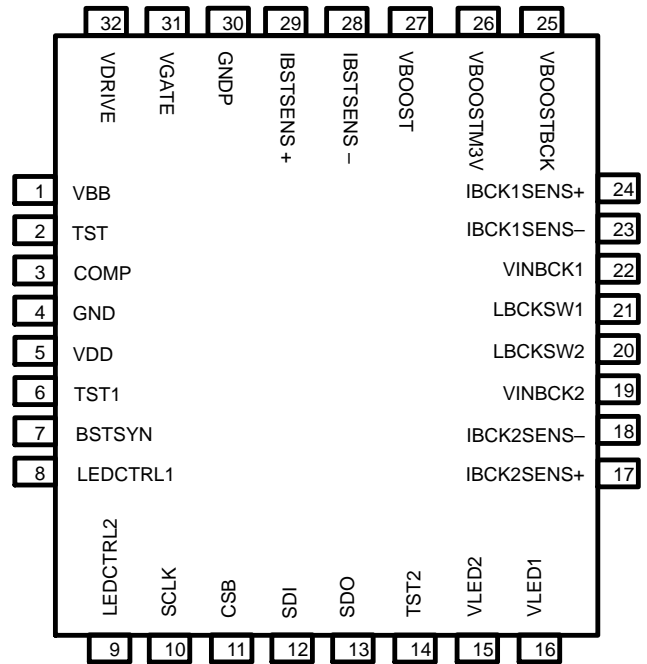 32 31 30 29 28 27 26 25
VDRIVE
VGATE
GNDP
IBSTSENS +
IBSTSENS –
VBOOST
VBOOSTM3V
VBOOSTBCK
1 VBB
2 TST
3 COMP
4 GND
5 VDD
6 TST1
7 BSTSYN
8 LEDCTRL1
IBCK1SENS+ 24
IBCK1SENS– 23
VINBCK1 22
LBCKSW1 21
LBCKSW2 20
VINBCK2 19
IBCK2SENS– 18
IBCK2SENS+ 17
LEDCTRL2
SCLK
CSB
SDI
SDO
TST2
VLED2
VLED1
9 10 11 12 13 14 15 16